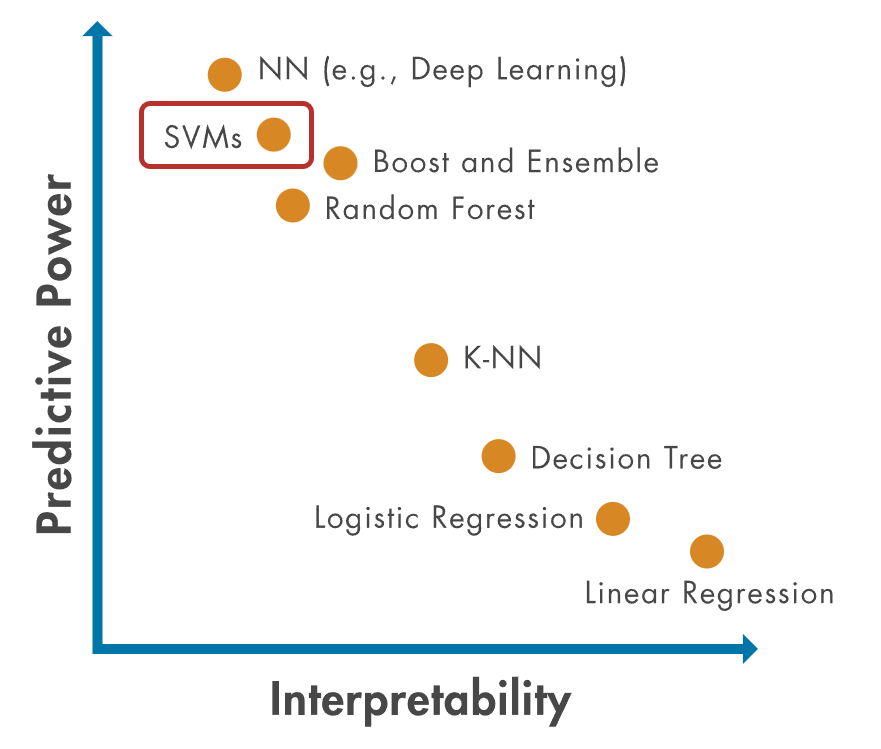 NN (e.g., Deep Learning)
SVMs
Boost and Ensemble
Random Forest
K-NN
Decision Tree
Logistic Regression
Linear Regression
Predictive Power
Interpretability